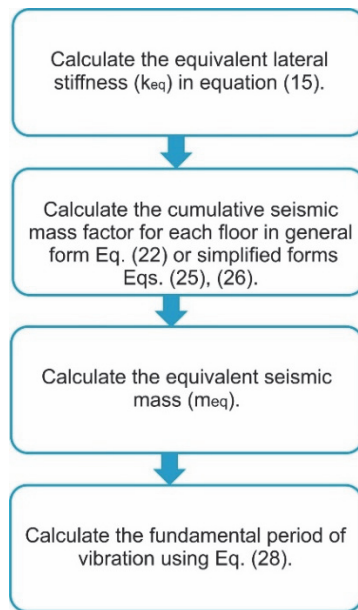 Calculate the equivalent lateral
stiffness (keq) in equation (15).
Calculate the cumulative seismic
mass factor for each floor in general
form Eq. (22) or simplified forms
Eqs. (25), (26).
Calculate the equivalent seismic
mass (meq).
Calculate the fundamental period of
vibration using Eq. (28).